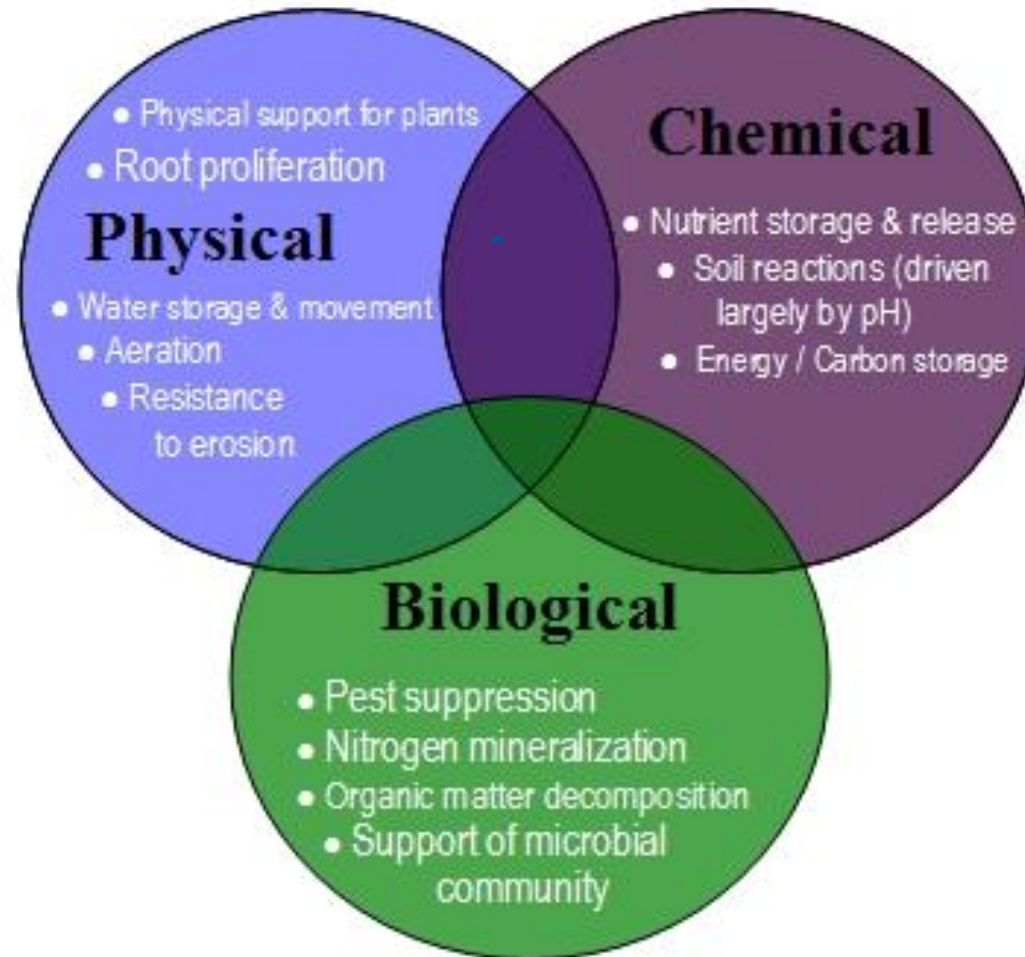 • Physical support for plants
• Root proliferation
Physical
• Water storage & movement
• Aeration
• Resistance
to erosion
Chemical
• Nutrient storage & release
• Soil reactions (driven
largely by pH)
• Energy / Carbon storage
Biological
• Pest suppression
• Nitrogen mineralization
• Organic matter decomposition
• Support of microbial
community